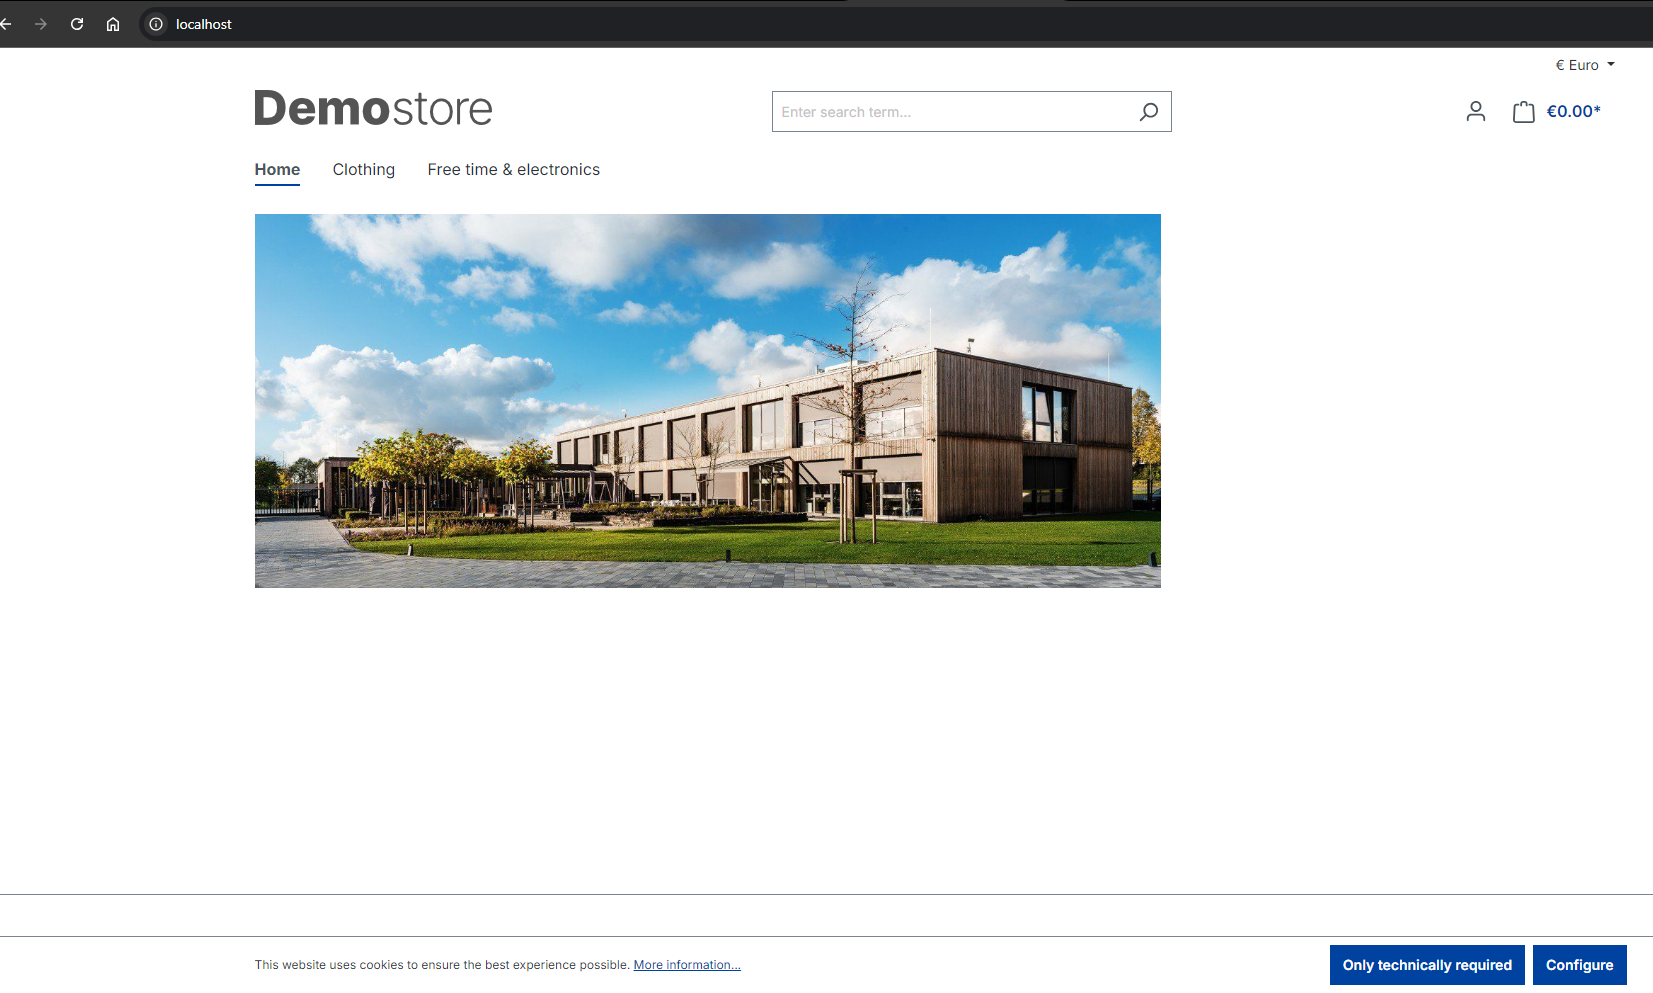 localhost
€ Euro
Demostore
Enter search term...
€0.00*
Home Clothing Free time & electronics
This website uses cookies to ensure the best experience possible. More information...
Only technically required
Configure